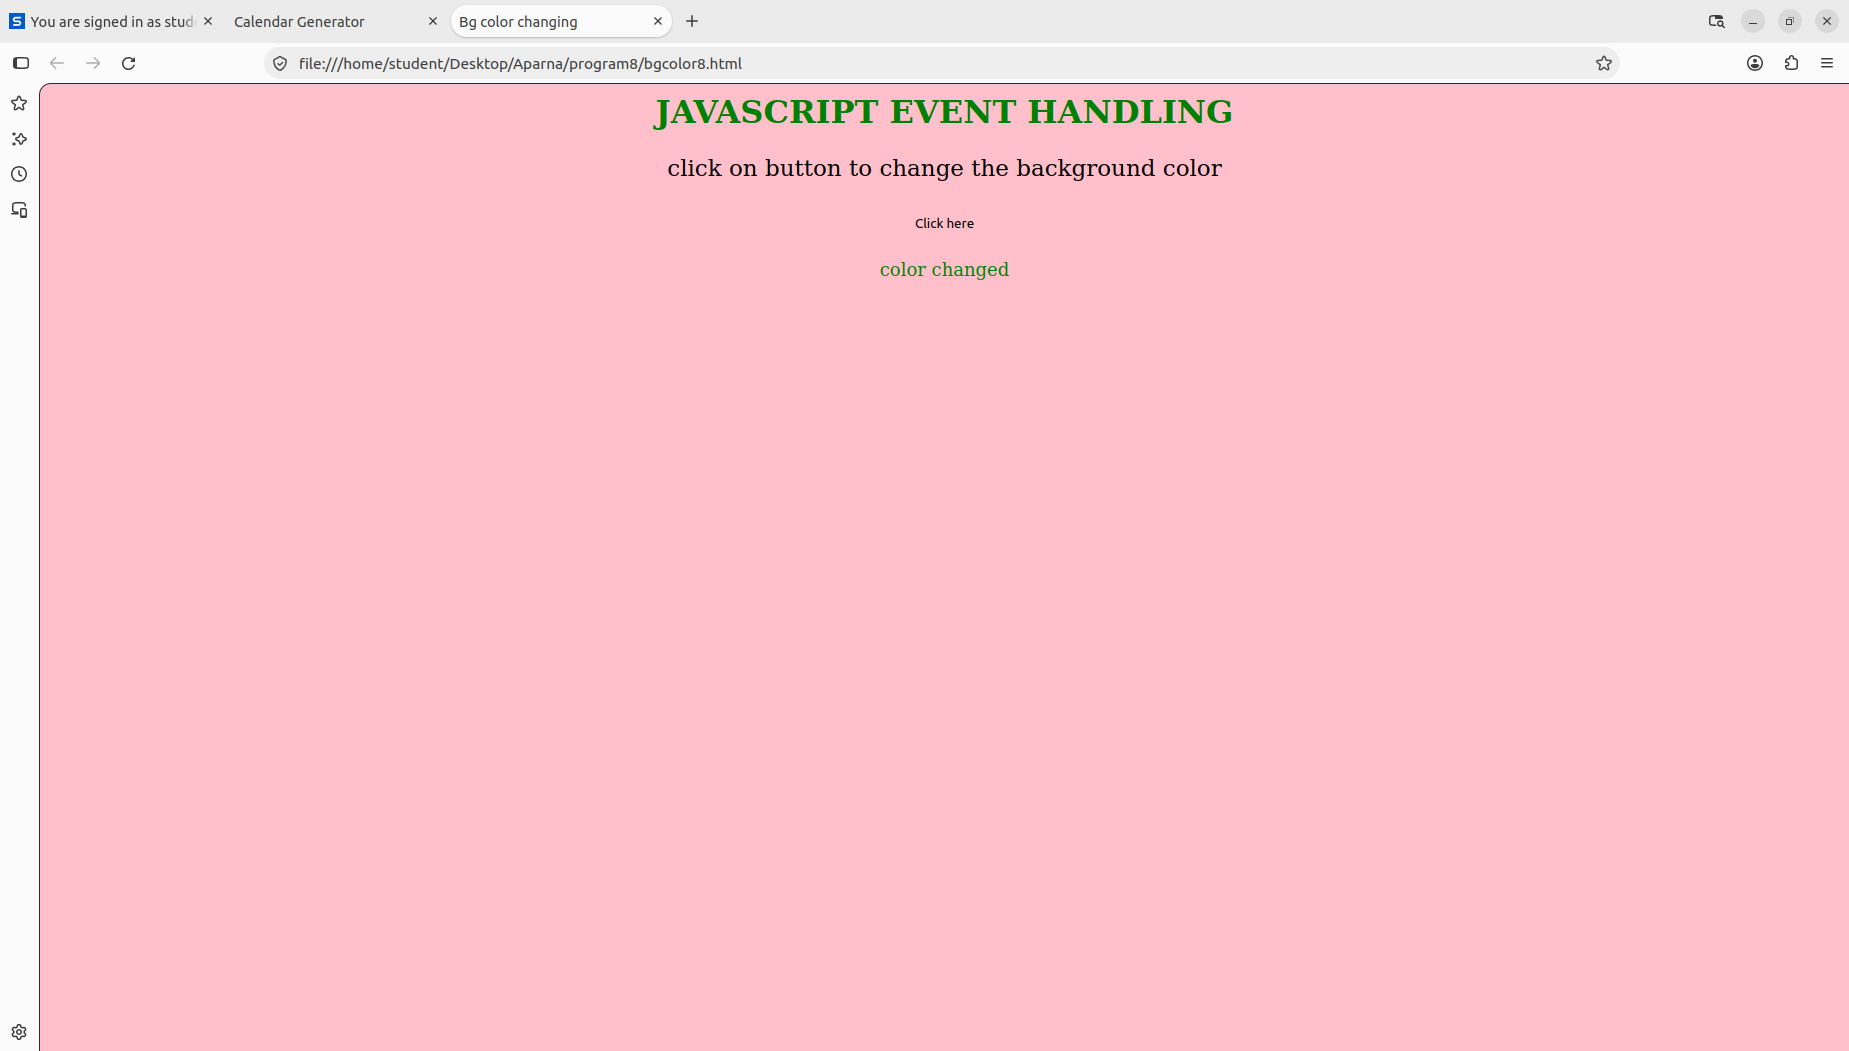 You are signed in as stud
Calendar Generator
Bg color changing
file:///home/student/Desktop/Aparna/program8/bgcolor8.html
JAVASCRIPT EVENT HANDLING
click on button to change the background color
Click here
color changed